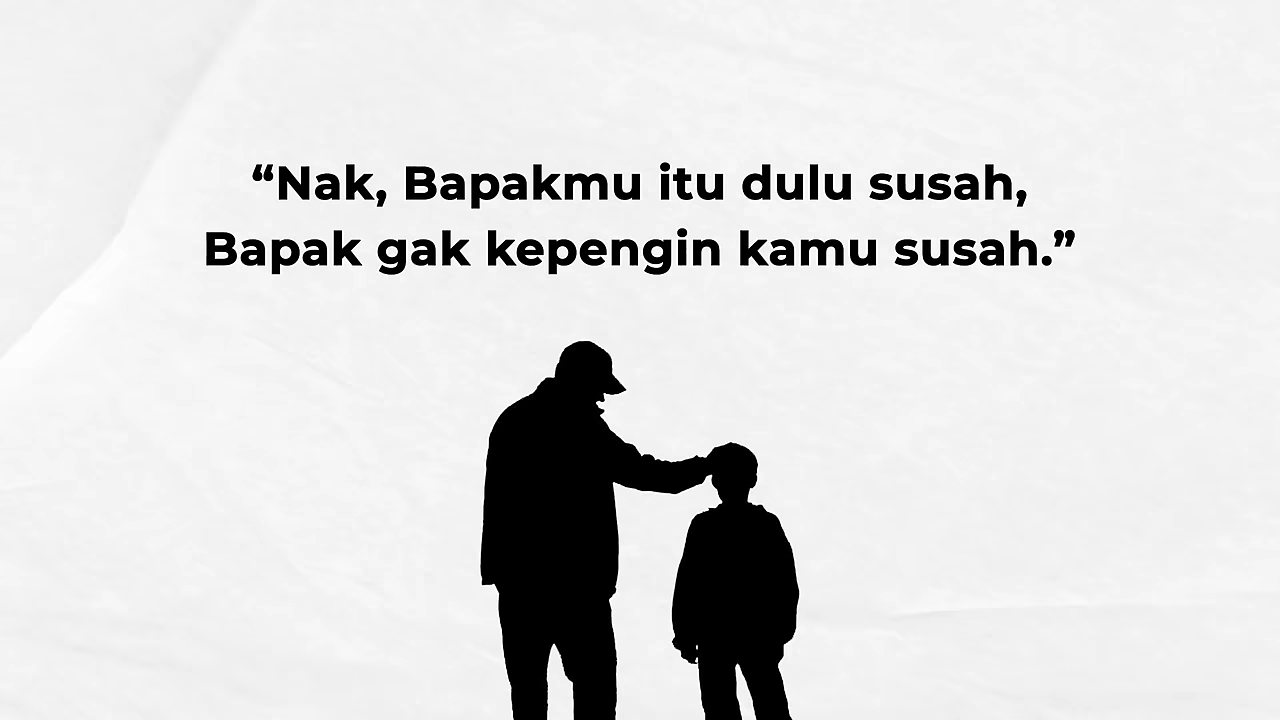 “Nak, Bapakmu itu dulu susah,
Bapak gak kepengin kamu susah.”